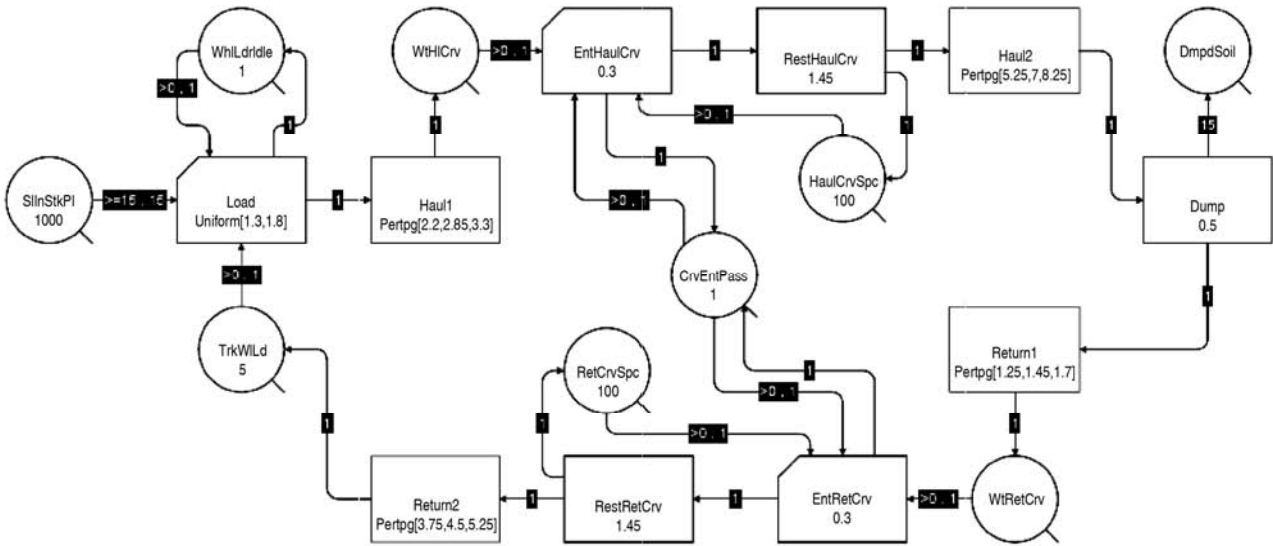 WhlLdrIdle
1
>0.1
1
SlInStkPl
1000
>=15,15
Load
Uniform[1.3,1.8]
1
Haul1
Pertpg[2.2,2.85,3.3]
1
WtHlCrv
>0.1
EntHaulCrv
0.3
1
RestHaulCrv
1.45
1
Haul2
Pertpg[5.25,7,8.25]
1
DmpdSoil
15
Dump
0.5
1
>0.1
1
HaulCrvSpc
100
1
>0.1
CrvEntPass
1
>0.1
1
Return1
Pertpg[1.25,1.45,1.7]
1
WtRetCrv
>0.1
EntRetCrv
0.3
1
RestRetCrv
1.45
1
RetCrvSpc
100
>0.1
1
Return2
Pertpg[3.75,4.5,5.25]
1
TrkWtLd
5
>0.1